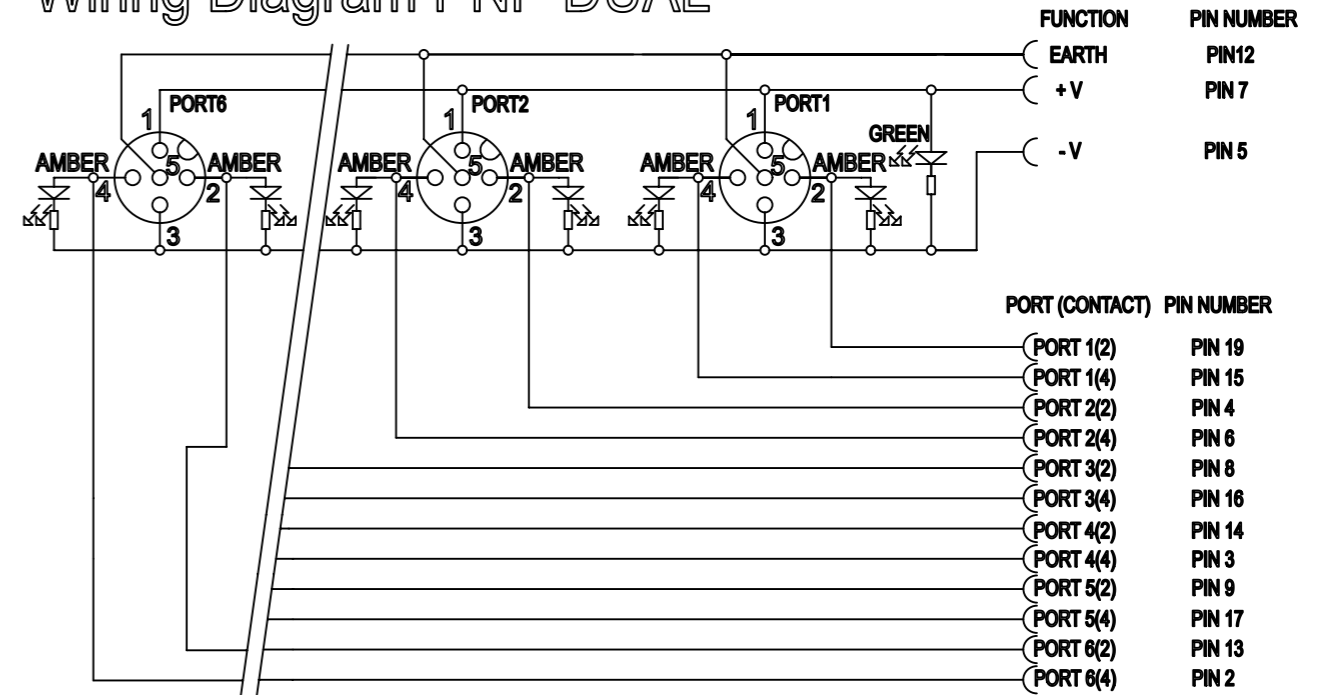 Wiring Diagram PNP DUAL
FUNCTION PIN NUMBER
EARTH PIN12
+ V PIN 7
- V PIN 5
PORT6 PORT2 PORT1
1 1 1
GREEN
AMBER 5 AMBER AMBER 5 AMBER AMBER 5 AMBER
4 2 4 2 4 2
3 3 3
PORT (CONTACT) PIN NUMBER
PORT 1(2) PIN 19
PORT 1(4) PIN 15
PORT 2(2) PIN 4
PORT 2(4) PIN 6
PORT 3(2) PIN 8
PORT 3(4) PIN 16
PORT 4(2) PIN 14
PORT 4(4) PIN 3
PORT 5(2) PIN 9
PORT 5(4) PIN 17
PORT 6(2) PIN 13
PORT 6(4) PIN 2